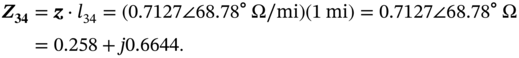 Z₃₄ = z · l₃₄ = (0.7127∠68.78° Ω/mi)(1 mi) = 0.7127∠68.78° Ω
= 0.258 + j0.6644.